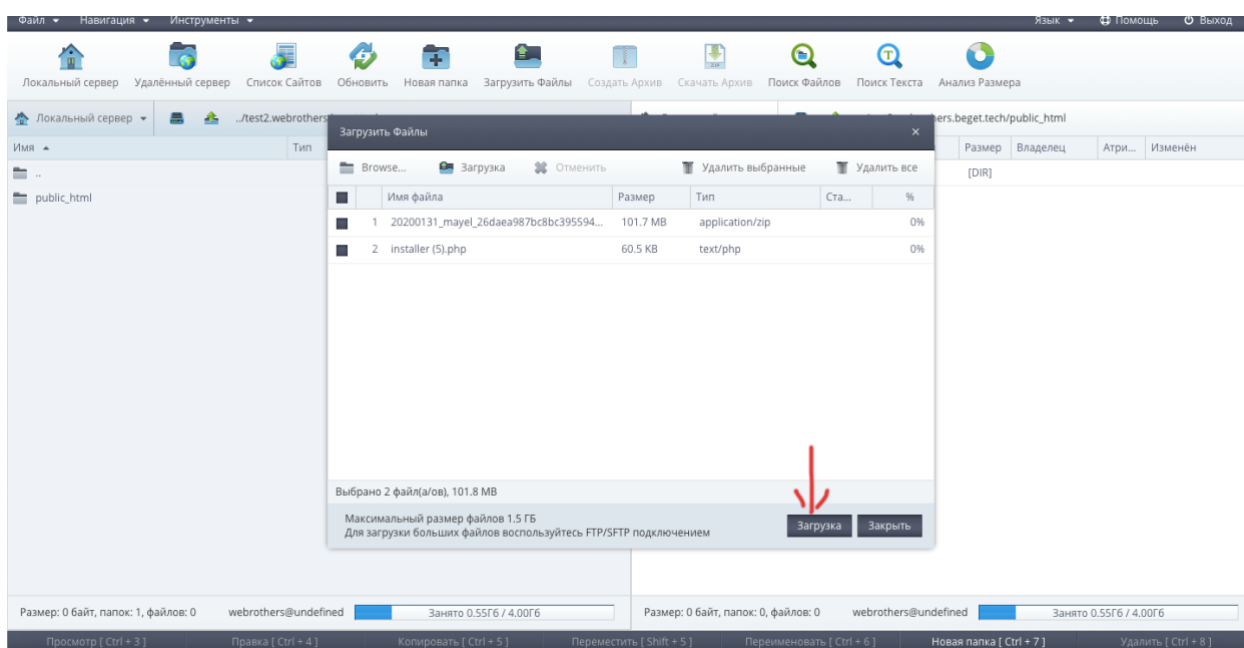 Файл Навигация Инструменты Язык Помощь Выход
Локальный сервер Удалённый сервер Список Сайтов Обновить Новая папка Загрузить Файлы Создать Архив Скачать Архив Поиск Файлов Поиск Текста Анализ Размера
Локальный сервер ../test2.webrothers ers.beget.tech/public_html
Имя Тип Размер Владелец Атри... Изменён
.. [DIR]
public_html
Загрузить Файлы
Browse... Загрузка Отменить Удалить выбранные Удалить все
Имя файла Размер Тип Ста... %
1 20200131_mayel_26daea987bc8bc395594... 101.7 MB application/zip 0%
2 installer (5).php 60.5 KB text/php 0%
Выбрано 2 файл(а/ов), 101.8 MB
Максимальный размер файлов 1.5 ГБ
Для загрузки больших файлов воспользуйтесь FTP/SFTP подключением
Загрузка Закрыть
Размер: 0 байт, папок: 1, файлов: 0 webrothers@undefined Занято 0.55Гб / 4.00Гб Размер: 0 байт, папок: 0, файлов: 0 webrothers@undefined Занято 0.55Гб / 4.00Гб
Просмотр [ Ctrl + 3 ] Правка [ Ctrl + 4 ] Копировать [ Ctrl + 5 ] Переместить [ Shift + 5 ] Переименовать [ Ctrl + 6 ] Новая папка [ Ctrl + 7 ] Удалить [ Ctrl + 8 ]